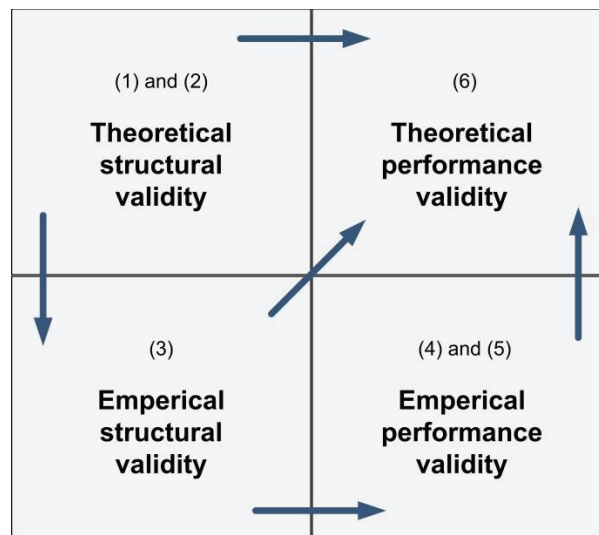 (1) and (2)
Theoretical
structural
validity
(6)
Theoretical
performance
validity
(3)
Emperical
structural
validity
(4) and (5)
Emperical
performance
validity